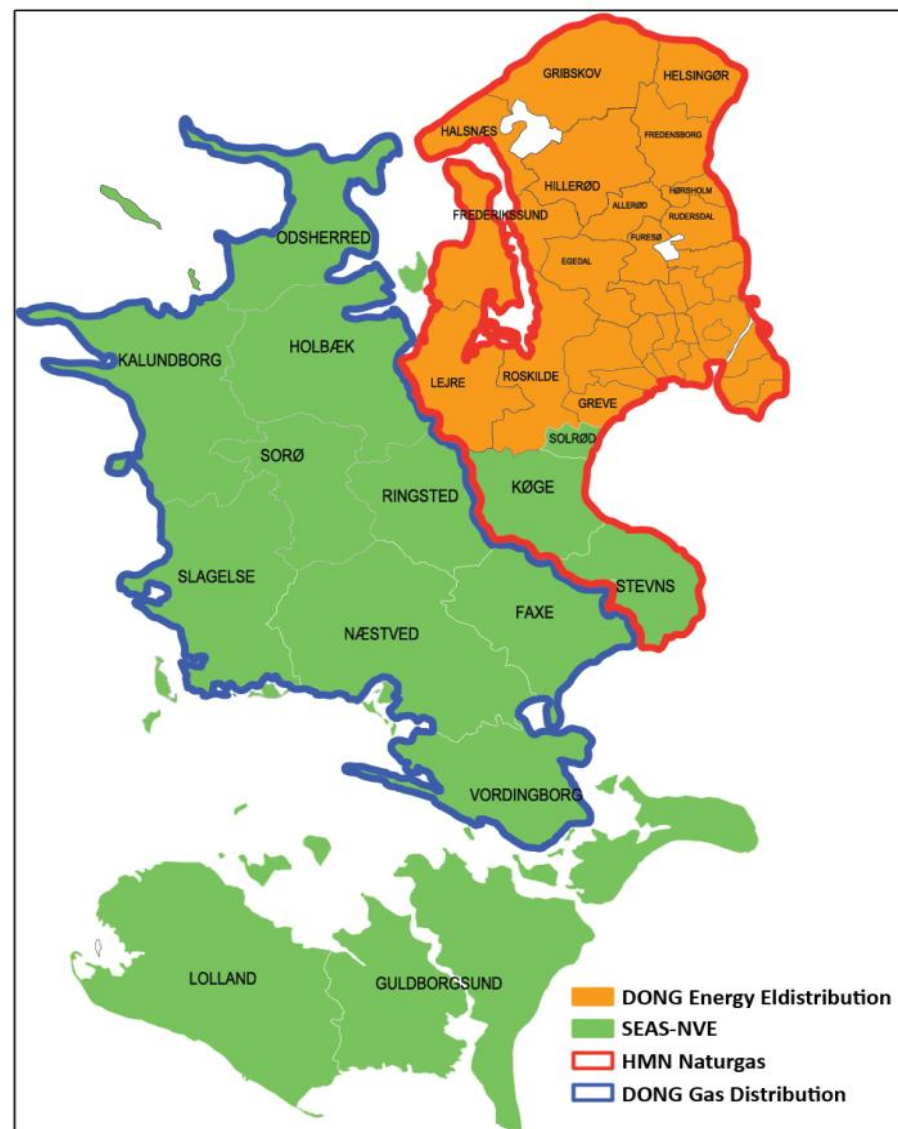 GRIBSKOV
HELSINGØR
HALSNÆS
FREDENSBORG
HILLERØD
HØRSHOLM
ALLERØD
FREDERIKSSUND
RUDERSDAL
FURESØ
ODSHERRED
EGEDAL
KALUNDBORG
HOLBÆK
LEJRE
ROSKILDE
GREVE
SOLRØD
SORØ
RINGSTED
KØGE
SLAGELSE
STEVNS
FAXE
NÆSTVED
VORDINGBORG
LOLLAND
GULDBORGSUND
DONG Energy Eldistribution
SEAS-NVE
HMN Naturgas
DONG Gas Distribution